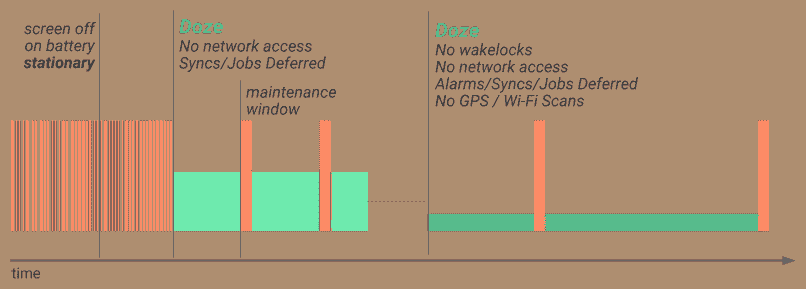 screen off
on battery
stationary
Doze
No network access
Syncs/Jobs Deferred
maintenance
window
Doze
No wakelocks
No network access
Alarms/Syncs/Jobs Deferred
No GPS / Wi-Fi Scans
time